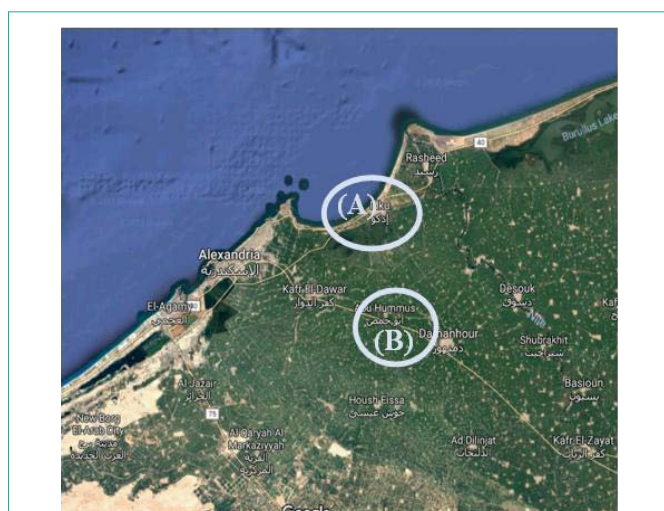 40
Burullus Lake
Rasheed
رشيد
(A)
إدكو
Alexandria
الإسكندرية
Kafr El-Dawar
كفر الدوار
Abu Hummus
أبو حمص
(B)
Damanhour
دمنهور
Desouk
دسوق
Shubrakhit
شبراخيت
El-Agamy
العجمي
Al Jazair
الجزائر
Housh Eissa
حوش عيسى
Basioun
بسيون
New Borg
El-Arab City
مدينة برج
العرب الجديدة
75
Al Qaryah Al
Markaziyyah
القرية
المركزية
Ad Dilinjat
الدلنجات
Kafr El-Zayat
كفر الزيات